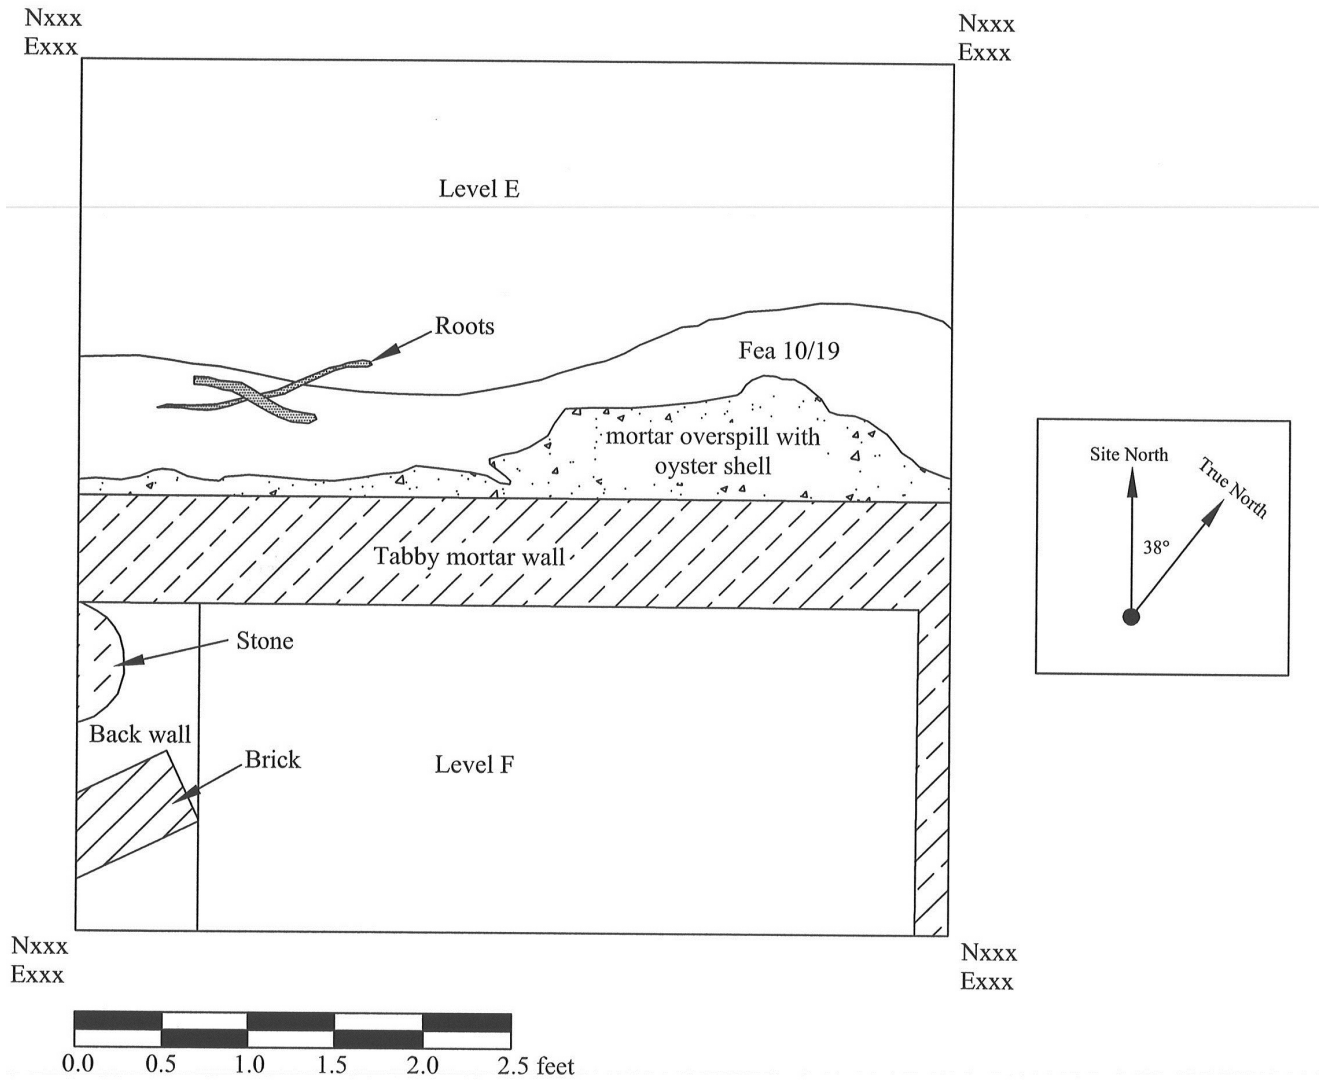 Nxxx
Exxx
Nxxx
Exxx
Level E
Roots
Fea 10/19
mortar overspill with
oyster shell
Site North
True North
38°
Tabby mortar wall
Stone
Back wall
Brick
Level F
Nxxx
Exxx
Nxxx
Exxx
0.0 0.5 1.0 1.5 2.0 2.5 feet